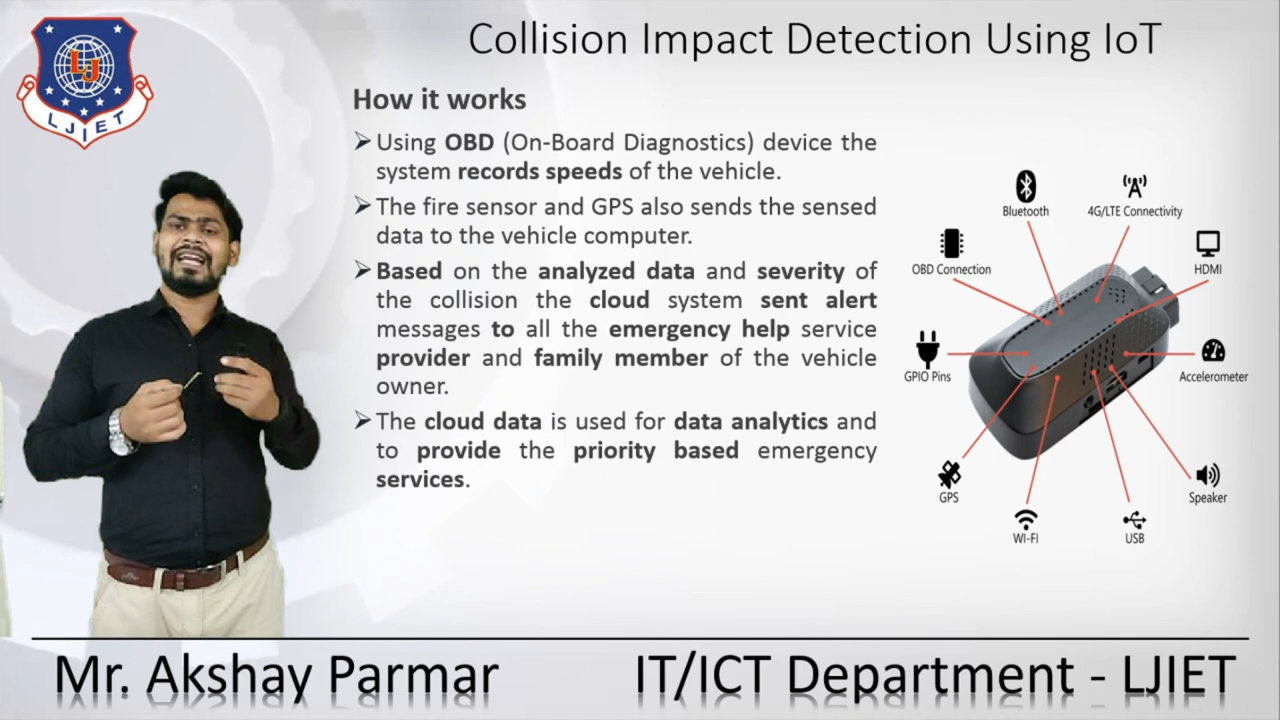 Collision Impact Detection Using IoT
LJ
LJIET
How it works
➢Using OBD (On-Board Diagnostics) device the
system records speeds of the vehicle.
➢The fire sensor and GPS also sends the sensed
data to the vehicle computer.
➢Based on the analyzed data and severity of
the collision the cloud system sent alert
messages to all the emergency help service
provider and family member of the vehicle
owner.
➢The cloud data is used for data analytics and
to provide the priority based emergency
services.
Bluetooth
4G/LTE Connectivity
OBD Connection
HDMI
GPIO Pins
Accelerometer
GPS
Speaker
WI-FI
USB
Mr. Akshay Parmar
IT/ICT Department - LJIET